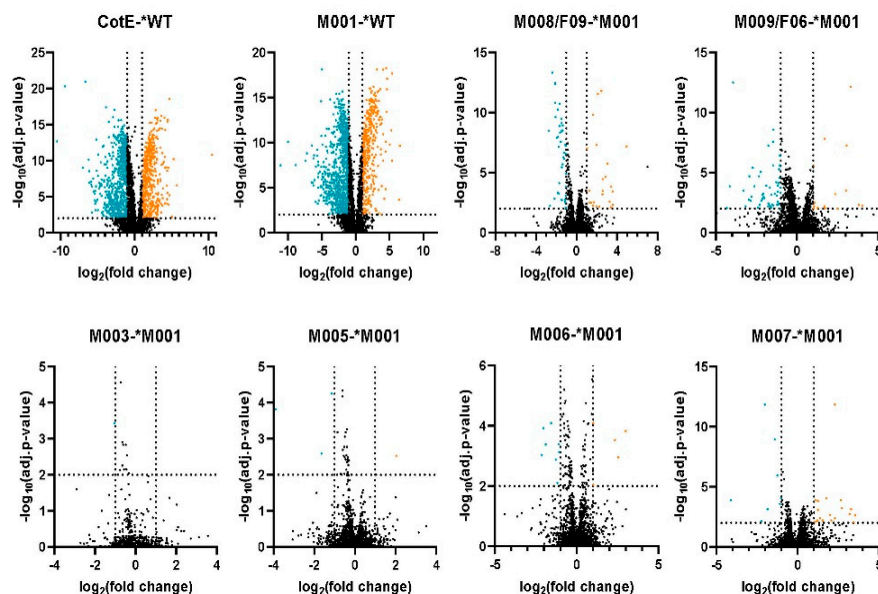 CotE-*WT
M001-*WT
M008/F09-*M001
M009/F06-*M001
-log10(adj.p-value)
25
20
15
10
5
0
-10
0
10
log2(fold change)
-log10(adj.p-value)
20
15
10
5
0
-10
-5
0
5
10
log2(fold change)
-log10(adj.p-value)
15
10
5
0
-8
-4
0
4
8
log2(fold change)
-log10(adj.p-value)
15
10
5
0
-5
0
5
log2(fold change)
M003-*M001
M005-*M001
M006-*M001
M007-*M001
-log10(adj.p-value)
5
4
3
2
1
0
-4
-2
0
2
4
log2(fold change)
-log10(adj.p-value)
5
4
3
2
1
0
-4
-2
0
2
4
log2(fold change)
-log10(adj.p-value)
6
4
2
0
-5
0
5
log2(fold change)
-log10(adj.p-value)
15
10
5
0
-5
0
5
log2(fold change)